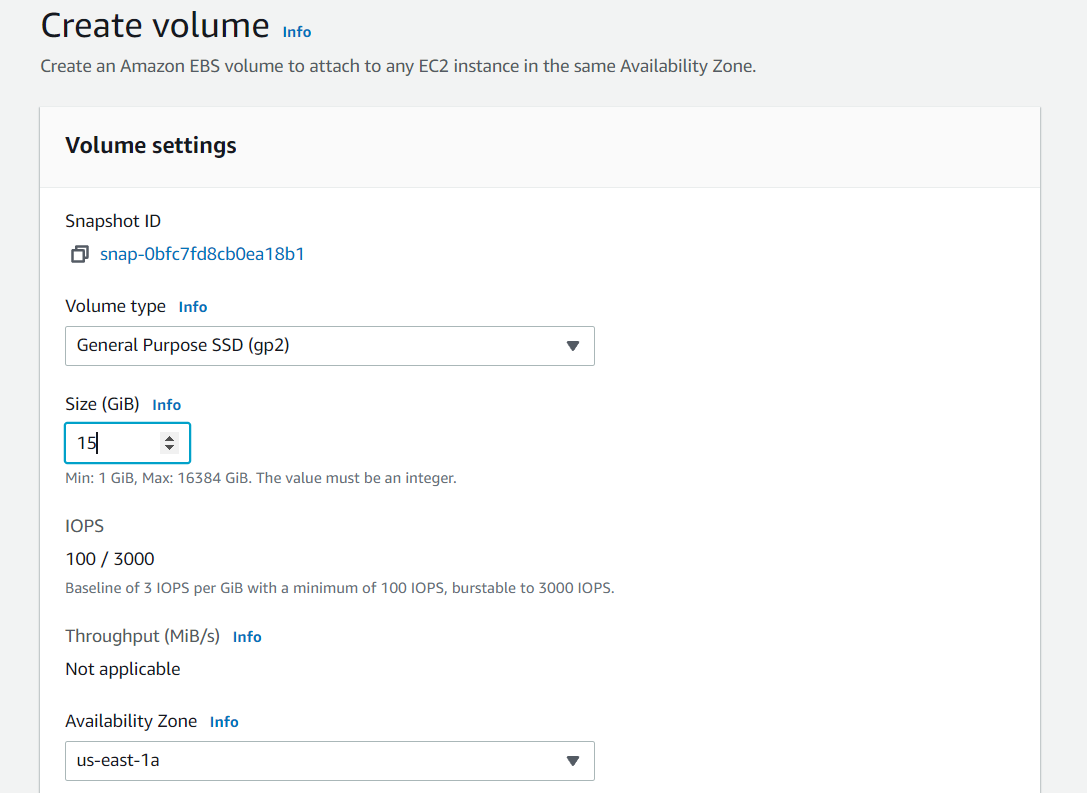 Create volume Info
Create an Amazon EBS volume to attach to any EC2 instance in the same Availability Zone.
Volume settings
Snapshot ID
snap-0bfc7fd8cb0ea18b1
Volume type Info
General Purpose SSD (gp2)
Size (GiB) Info
15
Min: 1 GiB, Max: 16384 GiB. The value must be an integer.
IOPS
100 / 3000
Baseline of 3 IOPS per GiB with a minimum of 100 IOPS, burstable to 3000 IOPS.
Throughput (MiB/s) Info
Not applicable
Availability Zone Info
us-east-1a